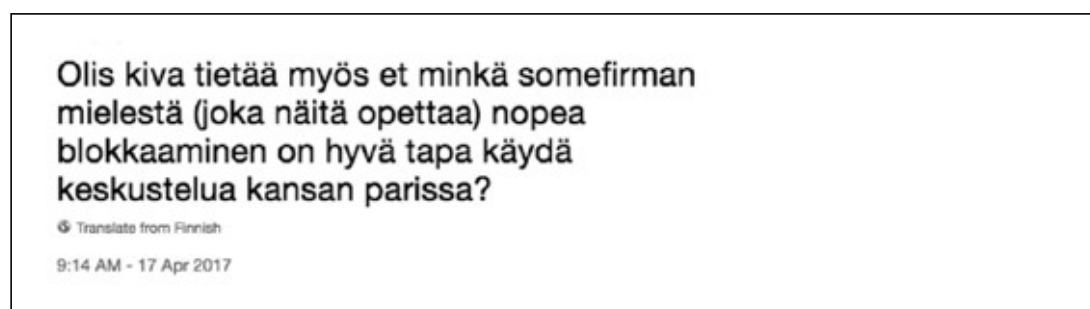 Olis kiva tietää myös et minkä somefirman
mielestä (joka näitä opettaa) nopea
blokkaaminen on hyvä tapa käydä
keskustelua kansan parissa?
Translate from Finnish
9:14 AM - 17 Apr 2017